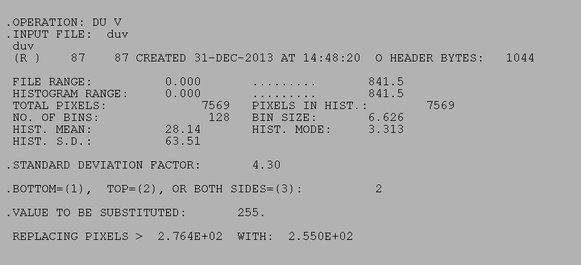 .OPERATION: DU V
.INPUT FILE: duv
duv
(R ) 87 87 CREATED 31-DEC-2013 AT 14:48:20 O HEADER BYTES: 1044
FILE RANGE: 0.000 ......... 841.5
HISTOGRAM RANGE: 0.000 ......... 841.5
TOTAL PIXELS: 7569 PIXELS IN HIST.: 7569
NO. OF BINS: 128 BIN SIZE: 6.626
HIST. MEAN: 28.14 HIST. MODE: 3.313
HIST. S.D.: 63.51
.STANDARD DEVIATION FACTOR: 4.30
.BOTTOM=(1), TOP=(2), OR BOTH SIDES=(3): 2
.VALUE TO BE SUBSTITUTED: 255.
REPLACING PIXELS > 2.764E+02 WITH: 2.550E+02